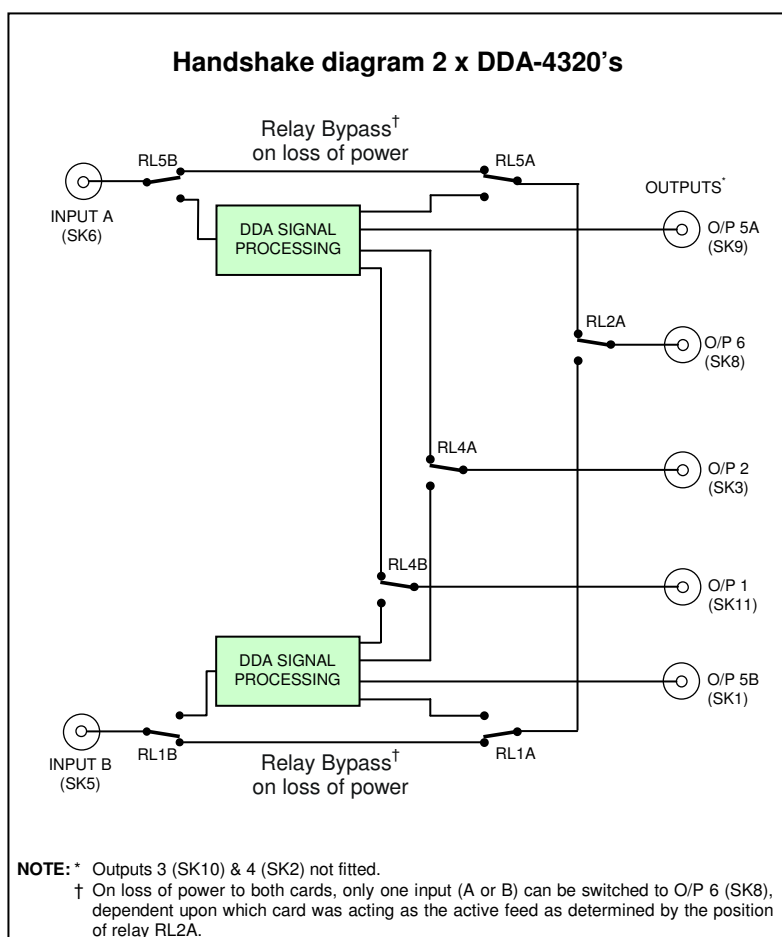 Handshake diagram 2 x DDA-4320's
Relay Bypass†
on loss of power
RL5B
RL5A
INPUT A
(SK6)
DDA SIGNAL
PROCESSING
OUTPUTS*
O/P 5A
(SK9)
RL2A
O/P 6
(SK8)
RL4A
O/P 2
(SK3)
RL4B
O/P 1
(SK11)
DDA SIGNAL
PROCESSING
O/P 5B
(SK1)
INPUT B
(SK5)
RL1B
RL1A
Relay Bypass†
on loss of power
NOTE: * Outputs 3 (SK10) & 4 (SK2) not fitted.
† On loss of power to both cards, only one input (A or B) can be switched to O/P 6 (SK8),
dependent upon which card was acting as the active feed as determined by the position
of relay RL2A.